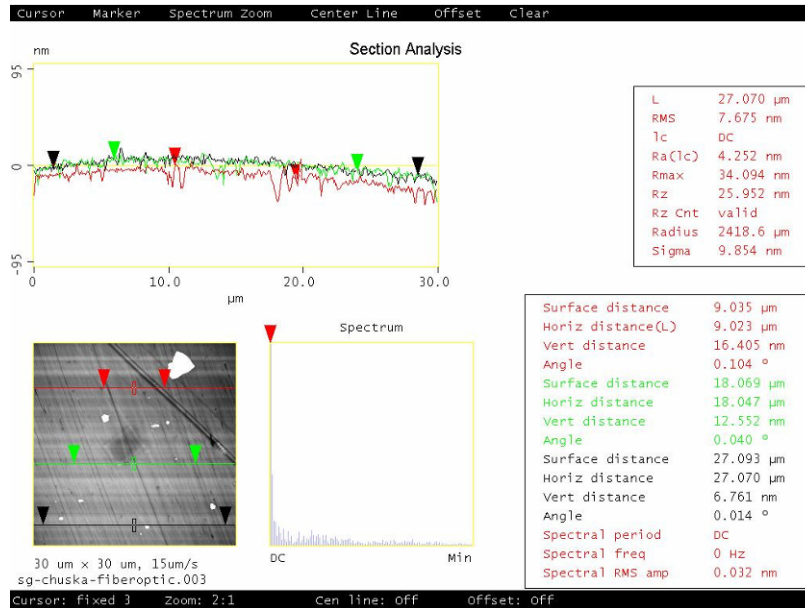 Cursor Marker Spectrum Zoom Center Line Offset Clear
Section Analysis
nm
95
0
-95
0 10.0 20.0 30.0
µm
L 27.070 µm
RMS 7.675 nm
lc DC
Ra(lc) 4.252 nm
Rmax 34.094 nm
Rz 25.952 nm
Rz Cnt valid
Radius 2418.6 µm
Sigma 9.854 nm
Surface distance 9.035 µm
Horiz distance(L) 9.023 µm
Vert distance 16.405 nm
Angle 0.104 °
Surface distance 18.069 µm
Horiz distance 18.047 µm
Vert distance 12.552 nm
Angle 0.040 °
Surface distance 27.093 µm
Horiz distance 27.070 µm
Vert distance 6.761 nm
Angle 0.014 °
Spectral period DC
Spectral freq 0 Hz
Spectral RMS amp 0.032 nm
Spectrum
DC Min
30 um × 30 um, 15um/s
sg-chuska-fiberoptic.003
Cursor: fixed 3 Zoom: 2:1 Cen line: Off Offset: Off